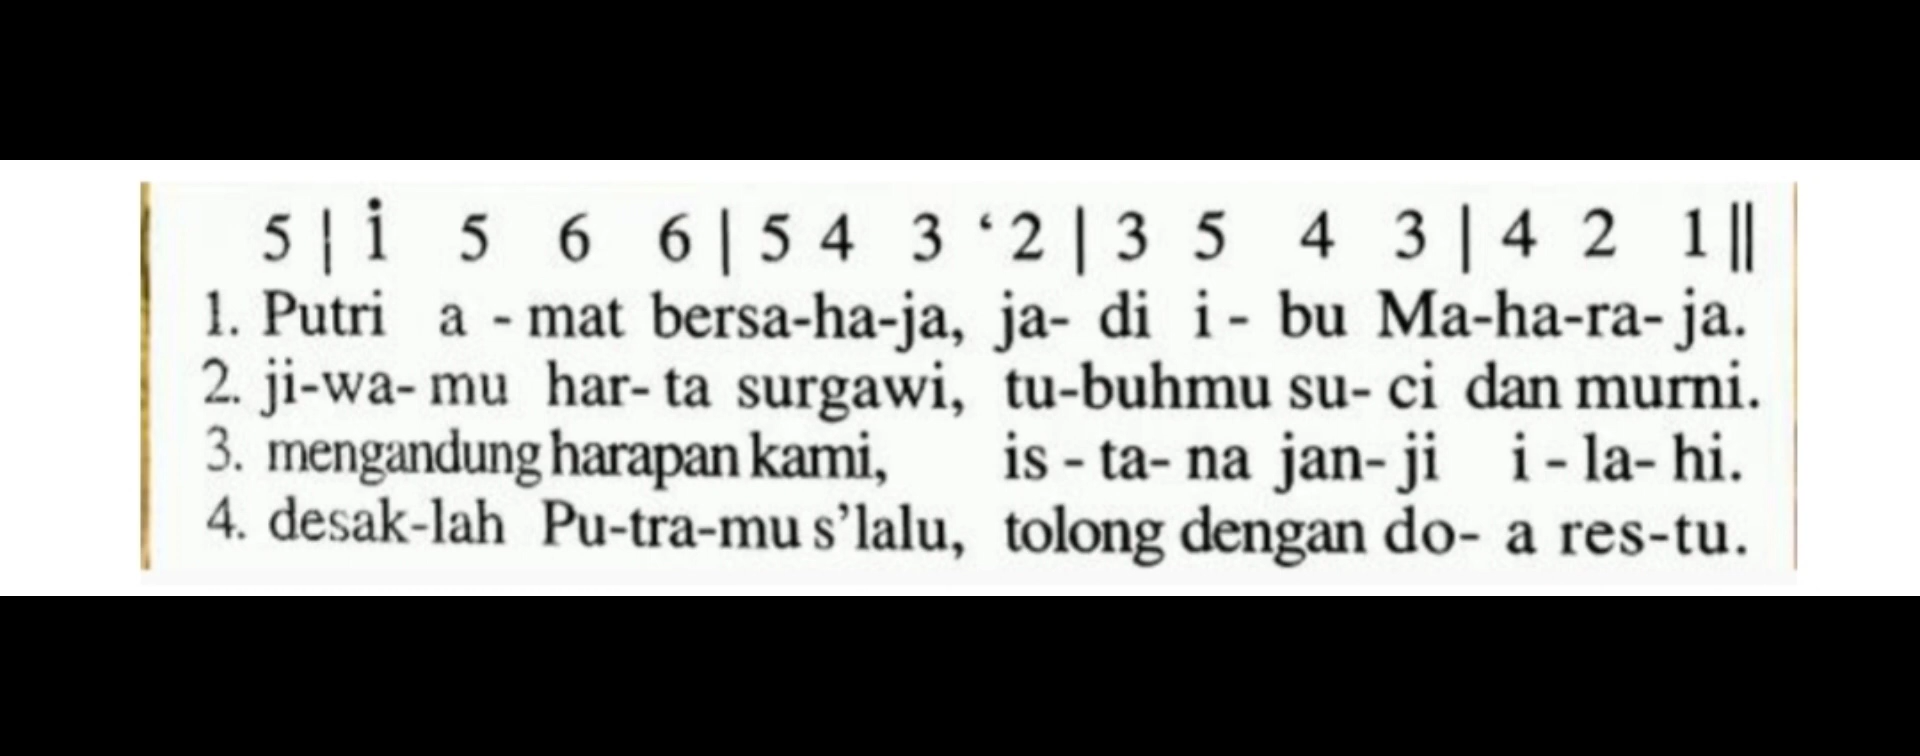 5 | i̇ 5 6 6 | 5 4 3 ‘2 | 3 5 4 3 | 4 2 1 ||
1. Putri a - mat bersa-ha-ja, ja- di i - bu Ma-ha-ra- ja.
2. ji-wa- mu har- ta surgawi, tu-buhmu su- ci dan murni.
3. mengandung harapan kami, is - ta- na jan- ji i - la- hi.
4. desak-lah Pu-tra-mu s’lalu, tolong dengan do- a res-tu.